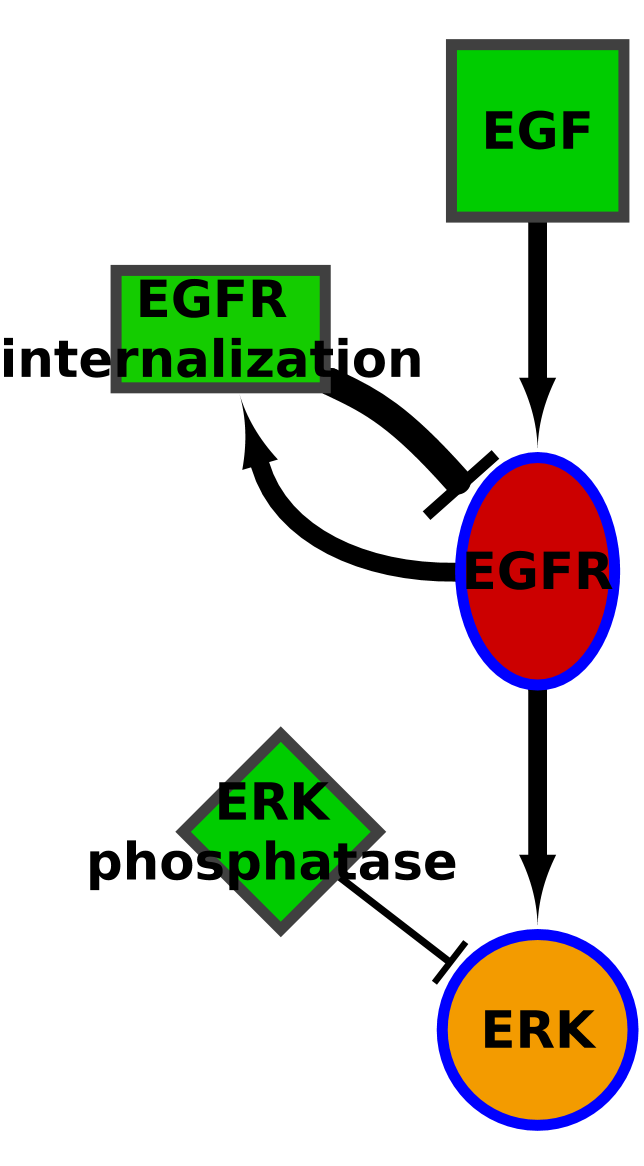 EGF
EGFR
internalization
EGFR
ERK
phosphatase
ERK